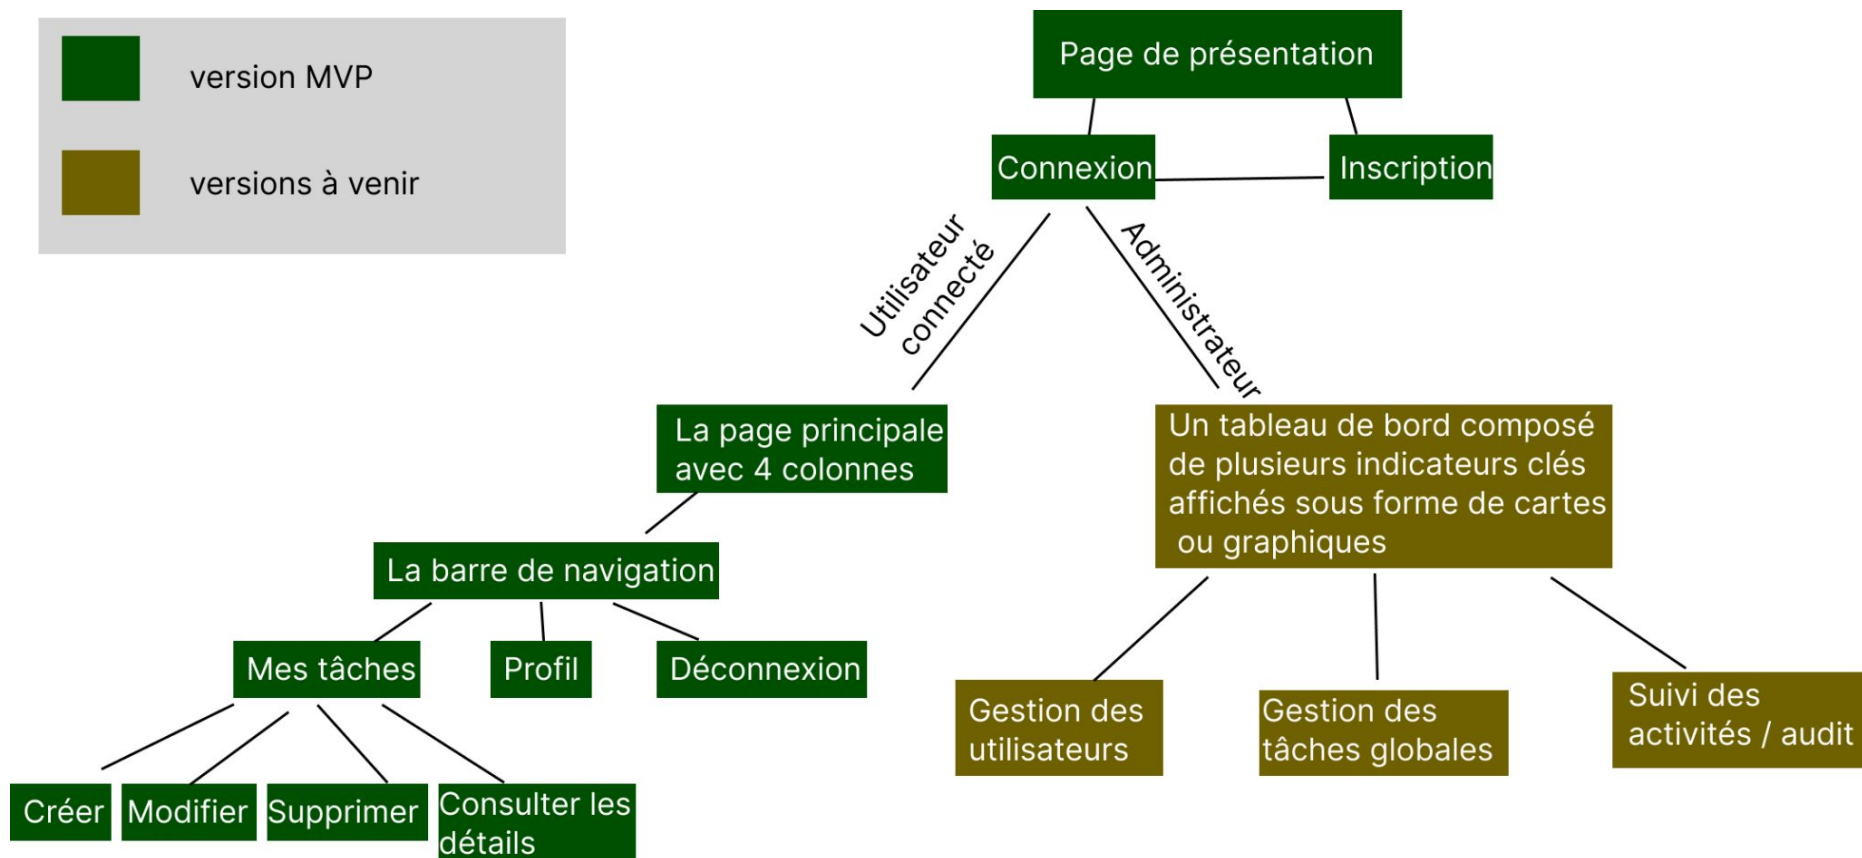 version MVP
versions à venir
Page de présentation
Connexion
Inscription
Utilisateur
connecté
Administrateur
La page principale
avec 4 colonnes
Un tableau de bord composé
de plusieurs indicateurs clés
affichés sous forme de cartes
ou graphiques
La barre de navigation
Mes tâches
Profil
Déconnexion
Gestion des
utilisateurs
Gestion des
tâches globales
Suivi des
activités / audit
Créer
Modifier
Supprimer
Consulter les
détails